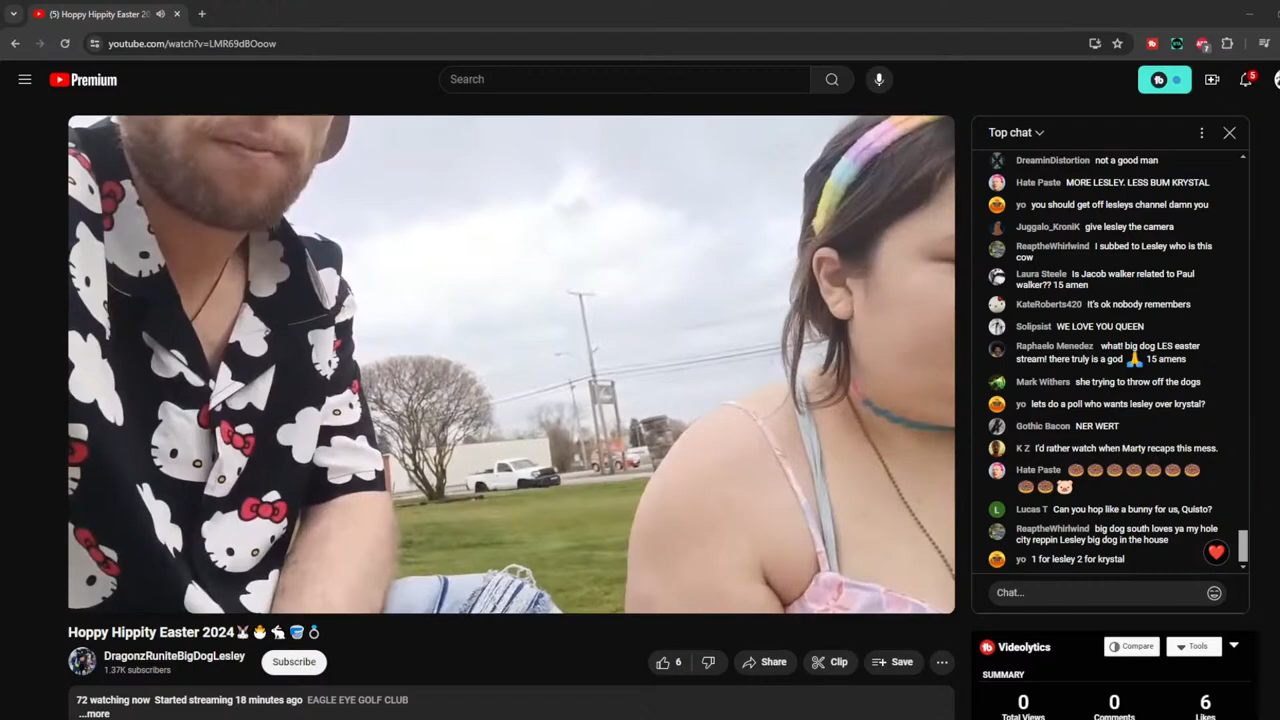 (5) Hoppy Hippity Easter 20
youtube.com/watch?v=LMR69dBOoow
7
Premium
Search
5
Top chat
DreaminDistortion not a good man
Hate Paste MORE LESLEY. LESS BUM KRYSTAL
yo you should get off lesleys channel damn you
Juggalo_KroniK give lesley the camera
ReaptheWhirlwind I subbed to Lesley who is this
cow
Laura Steele Is Jacob walker related to Paul
walker?? 15 amen
KateRoberts420 It's ok nobody remembers
Solipsist WE LOVE YOU QUEEN
Raphaelo Menedez what! big dog LES easter
stream! there truly is a god 🙏 15 amens
Mark Withers she trying to throw off the dogs
yo lets do a poll who wants lesley over krystal?
Gothic Bacon NER WERT
K Z I'd rather watch when Marty recaps this mess.
Hate Paste 🍩🍩🍩🍩🍩🍩🍩
🍩🍩🐷
L
Lucas T Can you hop like a bunny for us, Quisto?
ReaptheWhirlwind big dog south loves ya my hole
city reppin Lesley big dog in the house
yo 1 for lesley 2 for krystal
Chat...
Hoppy Hippity Easter 2024
DragonzRuniteBigDogLesley
1.37K subscribers
Subscribe
6
Share
Clip
Save
72 watching now Started streaming 18 minutes ago EAGLE EYE GOLF CLUB
...more
Videolytics
Compare
Tools
SUMMARY
0
0
6
Total Views
Comments
Likes